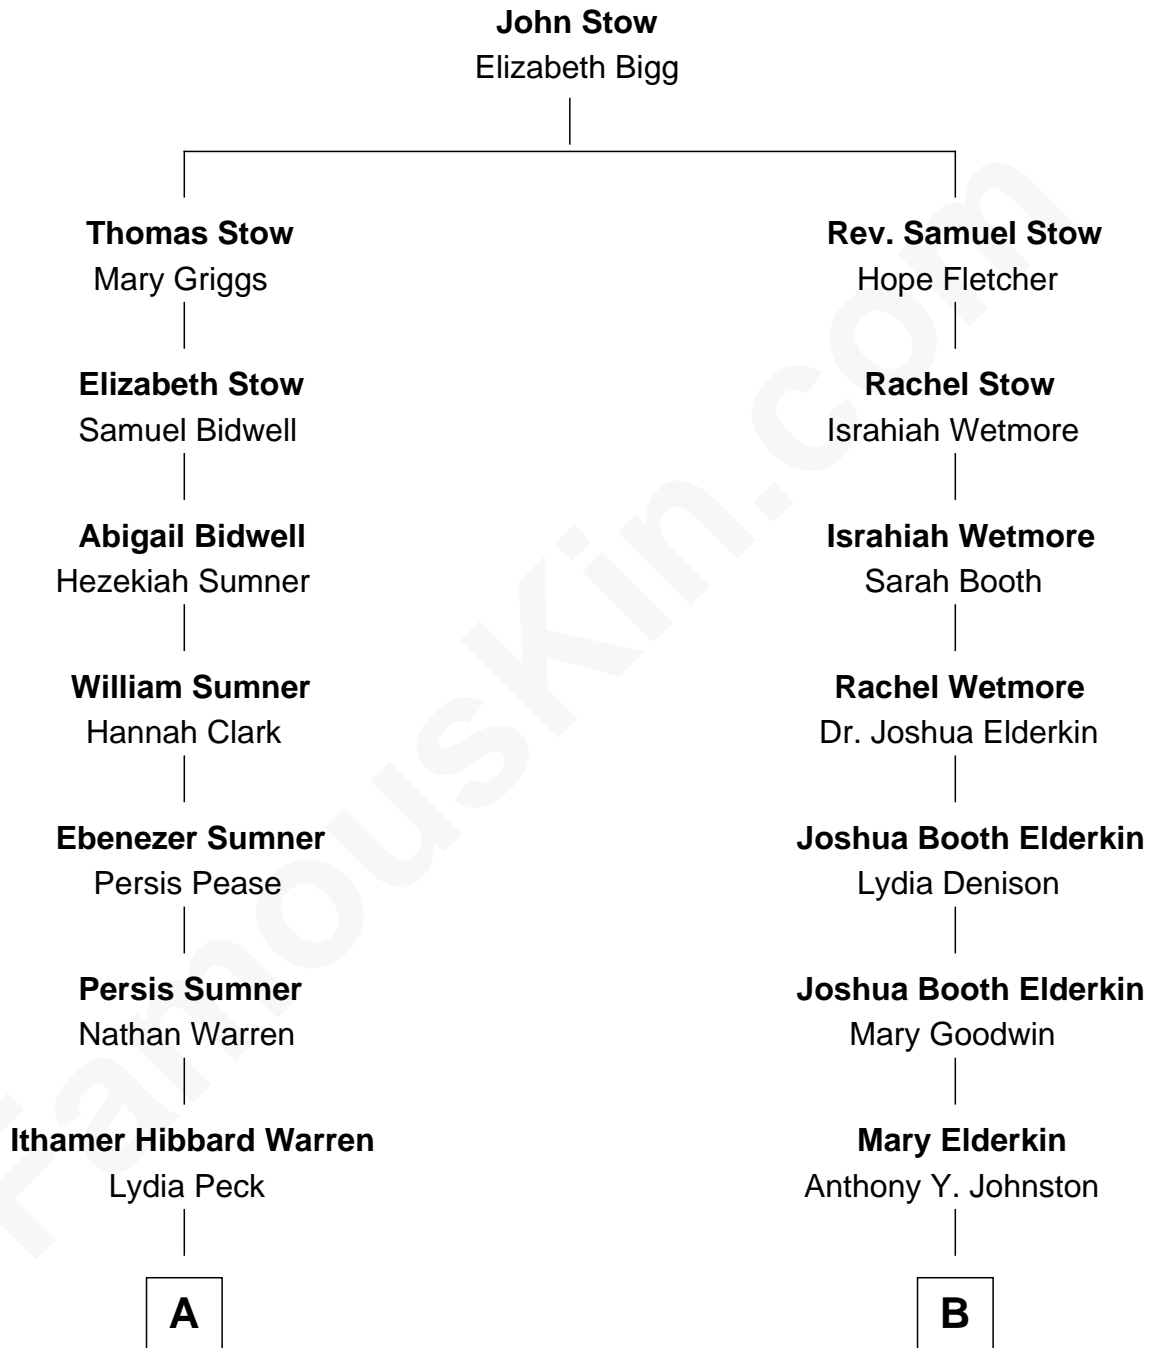 John Stow
Elizabeth Bigg
Thomas Stow
Mary Griggs
Elizabeth Stow
Samuel Bidwell
Abigail Bidwell
Hezekiah Sumner
William Sumner
Hannah Clark
Ebenezer Sumner
Persis Pease
Persis Sumner
Nathan Warren
Ithamer Hibbard Warren
Lydia Peck
A
Rev. Samuel Stow
Hope Fletcher
Rachel Stow
Israhiah Wetmore
Israhiah Wetmore
Sarah Booth
Rachel Wetmore
Dr. Joshua Elderkin
Joshua Booth Elderkin
Lydia Denison
Joshua Booth Elderkin
Mary Goodwin
Mary Elderkin
Anthony Y. Johnston
B
FamousKin.com